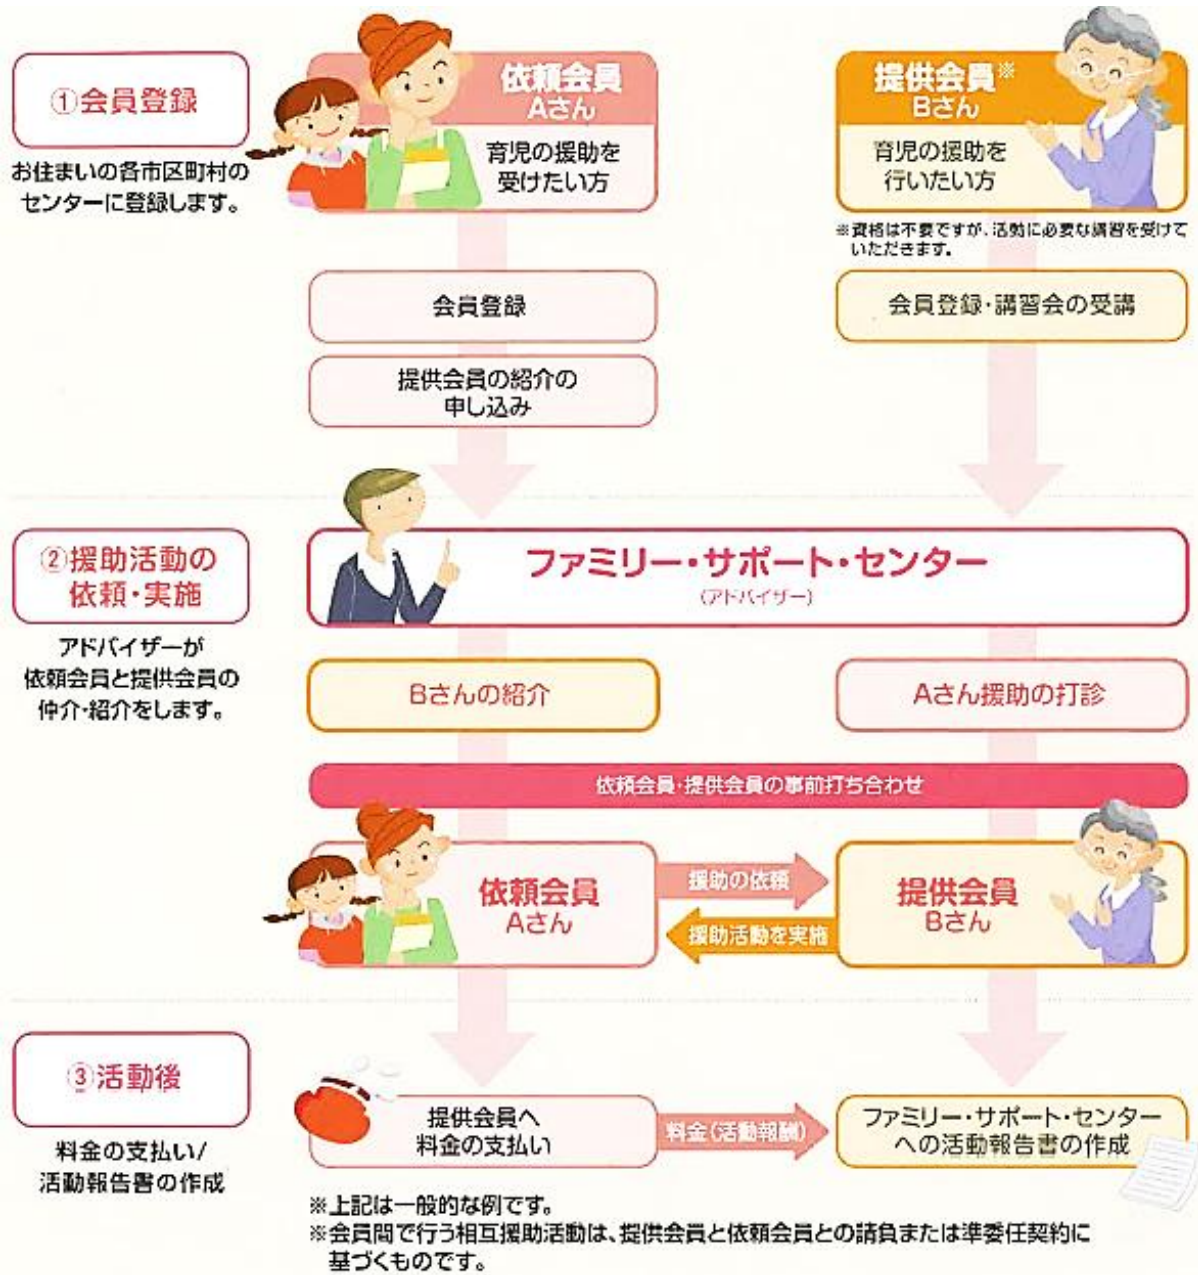 ①会員登録
お住まいの各市区町村の
センターに登録します。
依頼会員
Aさん
育児の援助を
受けたい方
提供会員※
Bさん
育児の援助を
行いたい方
※資格は不要ですが、活動に必要な講習を受けて
いただきます。
会員登録
提供会員の紹介の
申し込み
会員登録・講習会の受講
②援助活動の
依頼・実施
アドバイザーが
依頼会員と提供会員の
仲介・紹介をします。
ファミリー・サポート・センター
(アドバイザー)
Bさんの紹介
Aさん援助の打診
依頼会員・提供会員の事前打ち合わせ
依頼会員
Aさん
援助の依頼
援助活動を実施
提供会員
Bさん
③活動後
料金の支払い/
活動報告書の作成
提供会員へ
料金の支払い
料金(活動報酬)
ファミリー・サポート・センター
への活動報告書の作成
※上記は一般的な例です。
※会員間で行う相互援助活動は、提供会員と依頼会員との請負または準委任契約に
基づくものです。